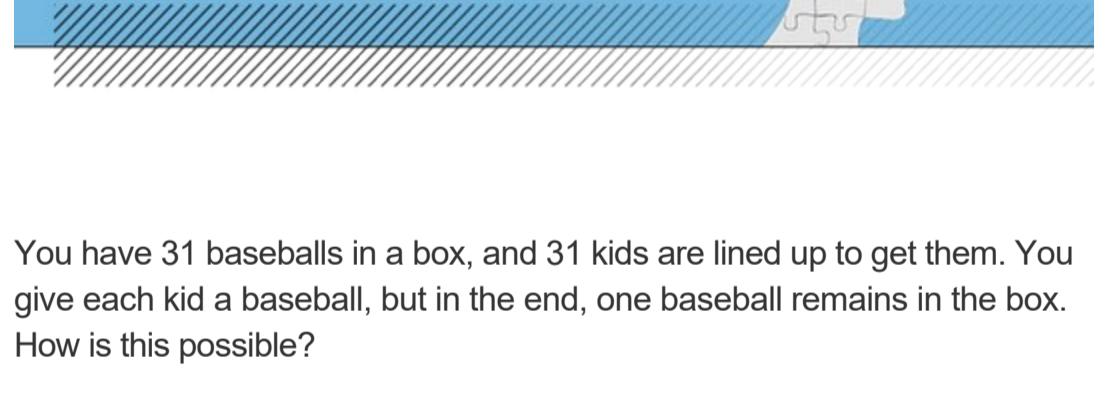 You have 31 baseballs in a box, and 31 kids are lined up to get them. You
give each kid a baseball, but in the end, one baseball remains in the box.
How is this possible?